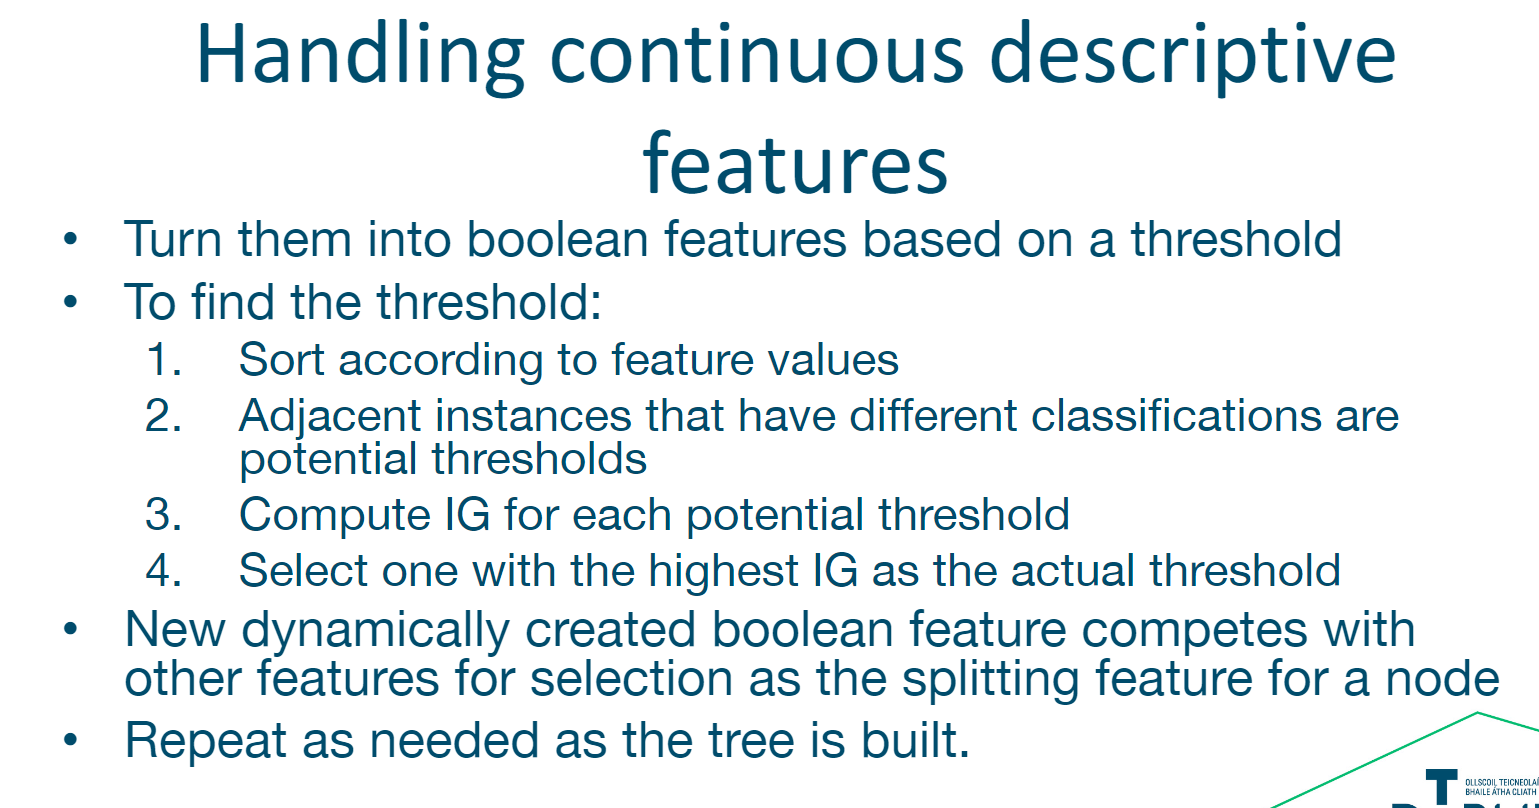 Handling continuous descriptive
features
• Turn them into boolean features based on a threshold
• To find the threshold:
1. Sort according to feature values
2. Adjacent instances that have different classifications are
potential thresholds
3. Compute IG for each potential threshold
4. Select one with the highest IG as the actual threshold
• New dynamically created boolean feature competes with
other features for selection as the splitting feature for a node
• Repeat as needed as the tree is built.
OLLSCOIL TEICNEOLAÍ
BHAILE ÁTHA CLIATH